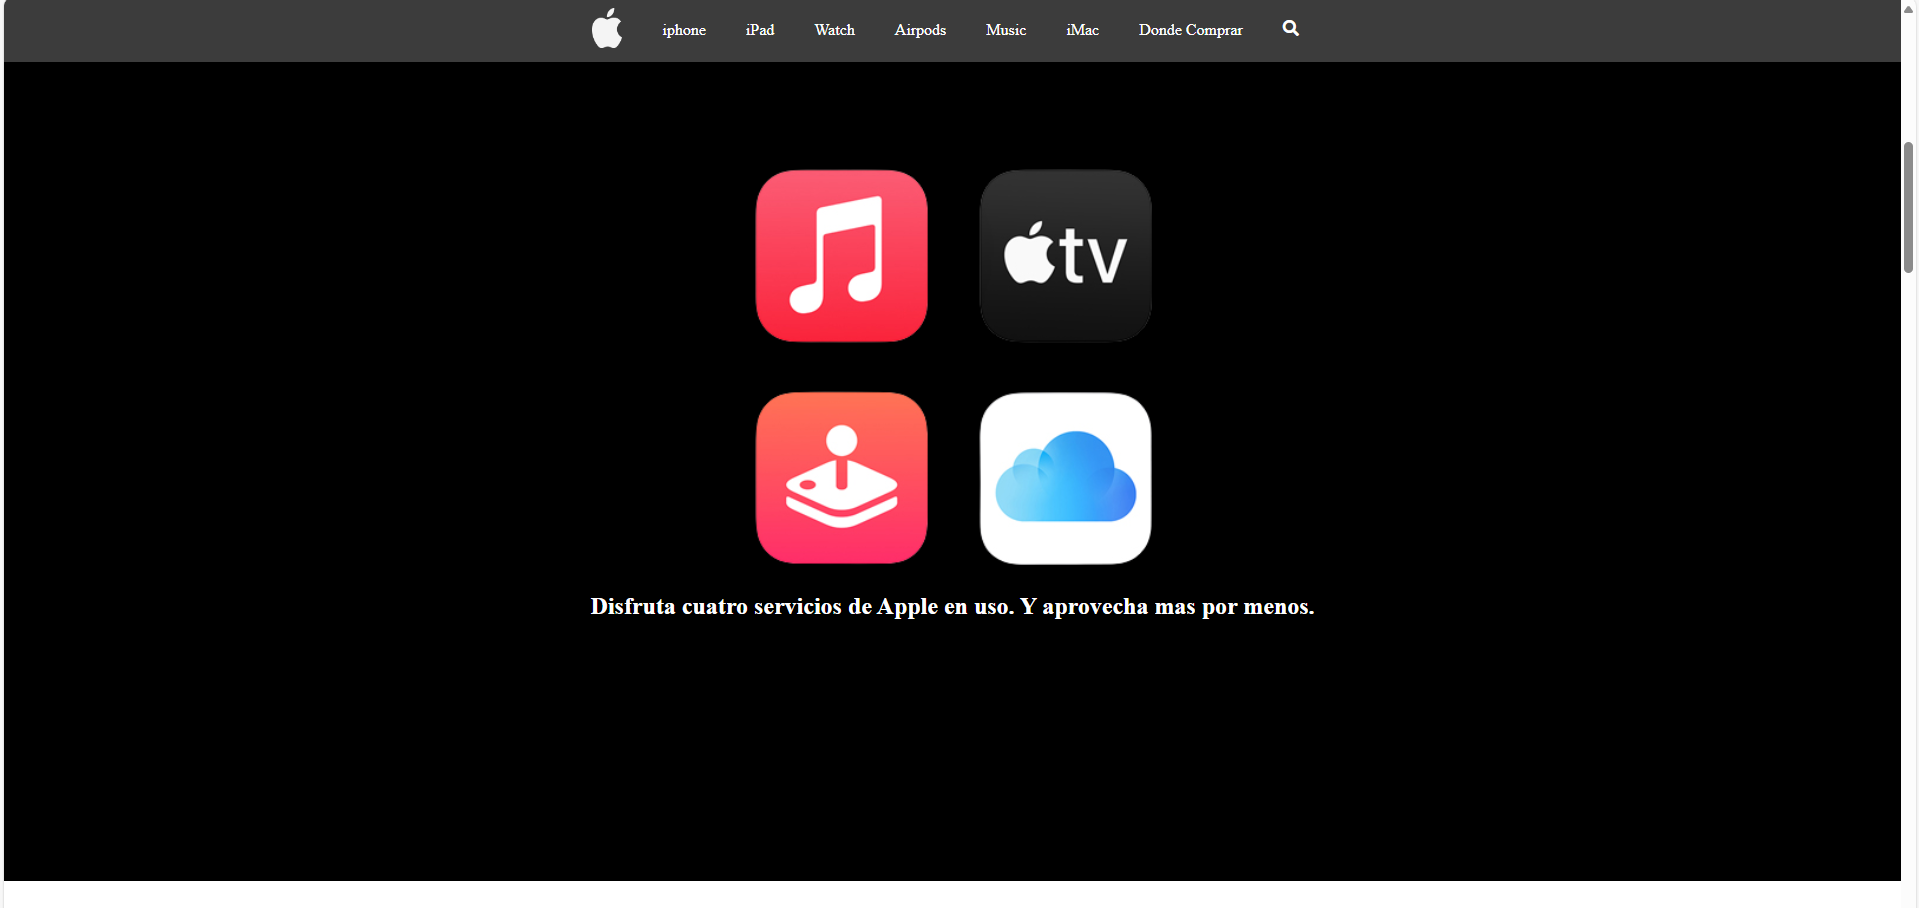 iphone iPad Watch Airpods Music iMac Donde Comprar
tv
Disfruta cuatro servicios de Apple en uso. Y aprovecha mas por menos.